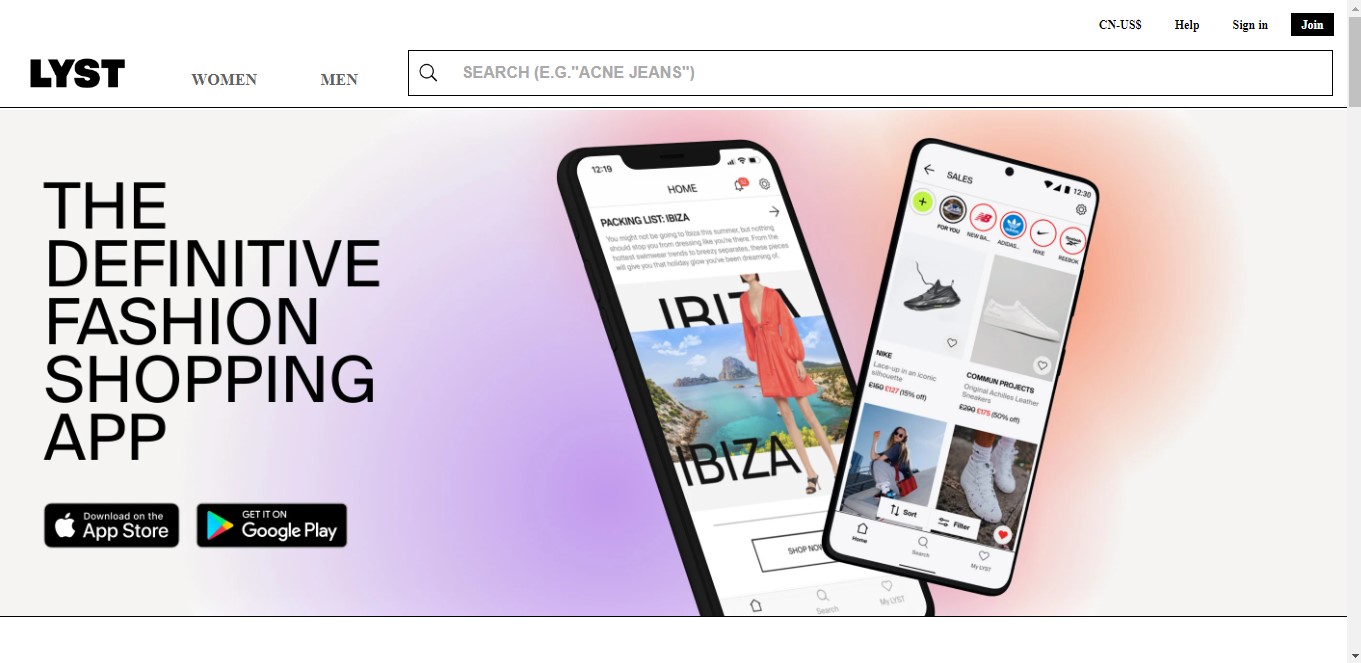 CN-US$ Help Sign in Join
LYST WOMEN MEN SEARCH (E.G."ACNE JEANS")
THE
DEFINITIVE
FASHION
SHOPPING
APP
Download on the
App Store
GET IT ON
Google Play
12:19
HOME
PACKING LIST: IBIZA
You might not be going to Ibiza this summer, but nothing
should stop you from dressing like you're there. From the
hottest swimwear trends to breezy separates, these pieces
will give you that holiday glow you've been dreaming of.
IBIZA
IBIZA
SHOP NOW
Search
My LYST
12:30
SALES
FOR YOU
NEW BA...
ADIDAS...
NIKE
REEBOK
NIKE
Lace-up in an iconic
silhouette
£150 £127 (15% off)
COMMUN PROJECTS
Original Achilles Leather
Sneakers
£290 £175 (50% off)
Sort
Filter
Home
Search
My LYST